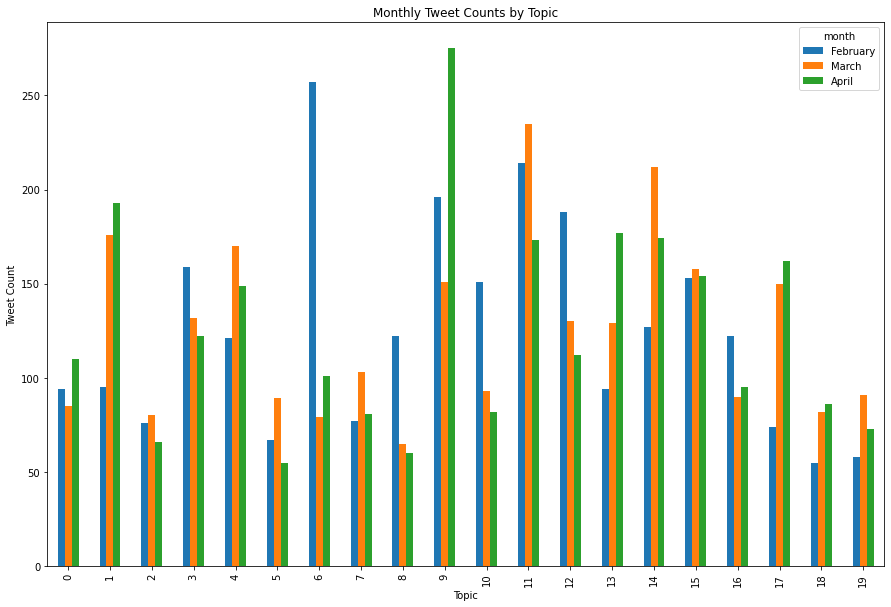 Monthly Tweet Counts by Topic
month
February
March
April
Tweet Count
250
200
150
100
50
0
0 1 2 3 4 5 6 7 8 9 10 11 12 13 14 15 16 17 18 19
Topic